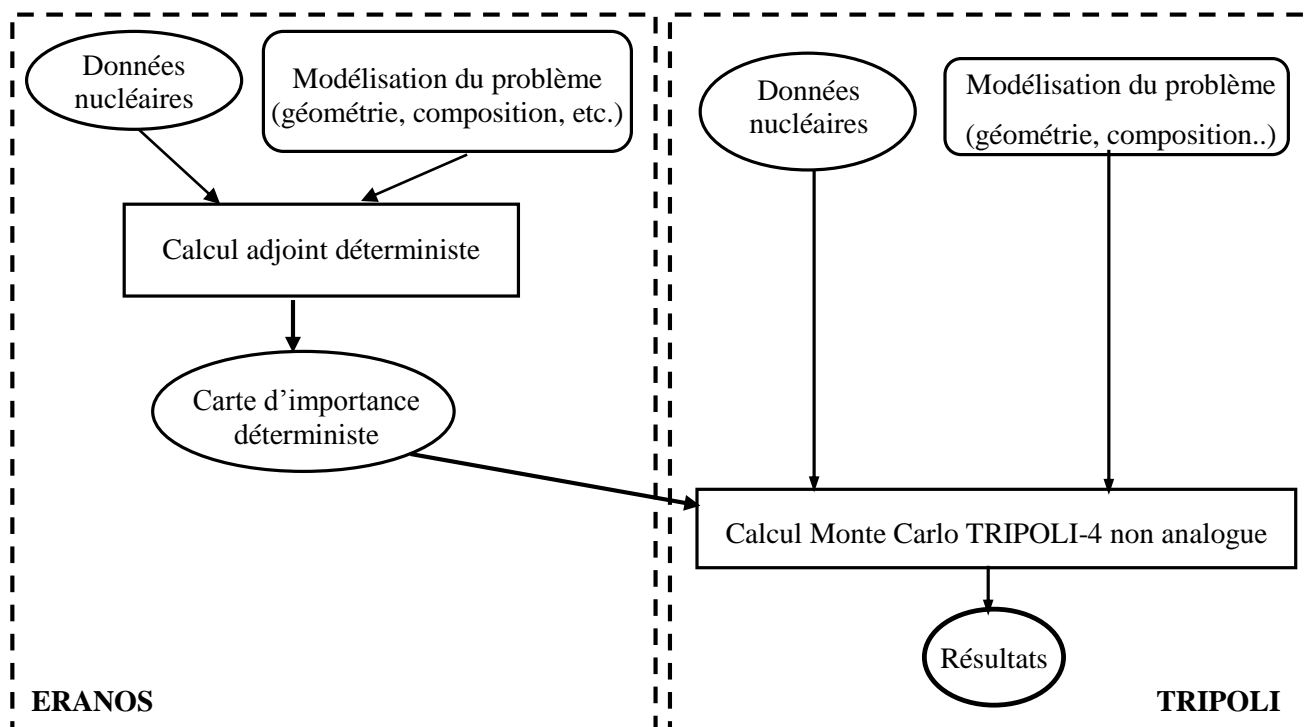 Données
nucléaires
Modélisation du problème
(géométrie, composition, etc.)
Calcul adjoint déterministe
Carte d’importance
déterministe
ERANOS
Données
nucléaires
Modélisation du problème
(géométrie, composition..)
Calcul Monte Carlo TRIPOLI-4 non analogue
Résultats
TRIPOLI